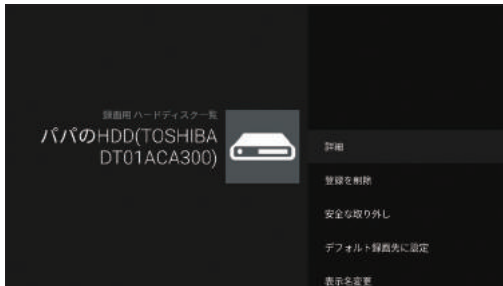 録画用 ハードディスク一覧
パパのHDD(TOSHIBA
DT01ACA300)
詳細
登録を削除
安全な取り外し
デフォルト録画先に設定
表示名変更